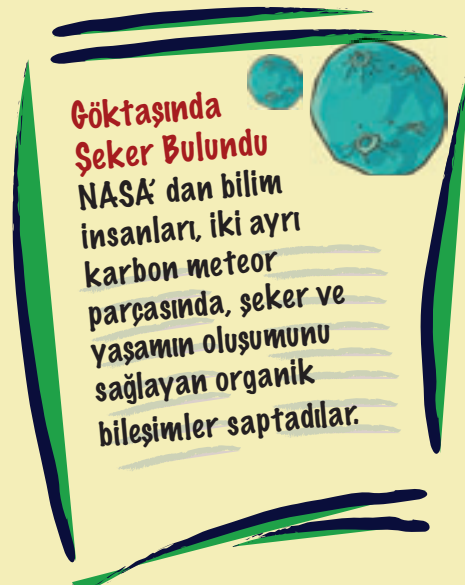 Göktaşında
Şeker Bulundu
NASA' dan bilim
insanları, iki ayrı
karbon meteor
parçasında, şeker ve
yaşamın oluşumunu
sağlayan organik
bileşimler saptadılar.